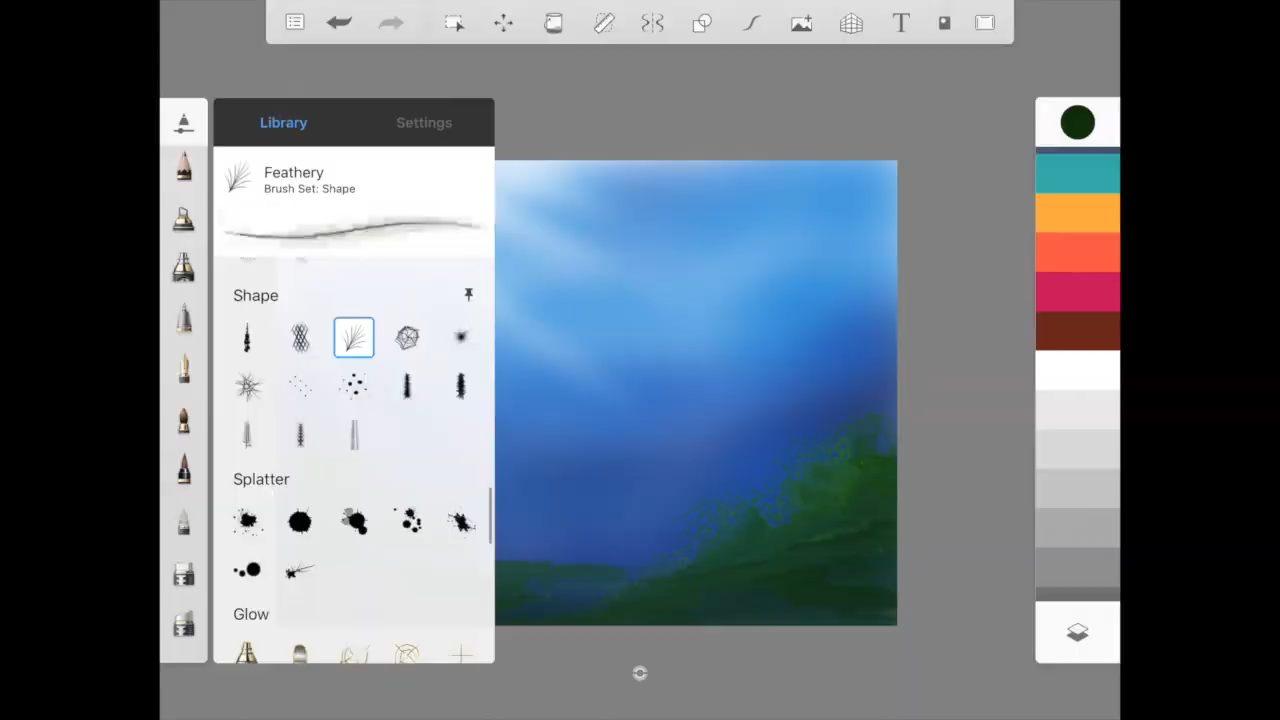 T
Library
Settings
Feathery
Brush Set: Shape
Shape
Splatter
Glow